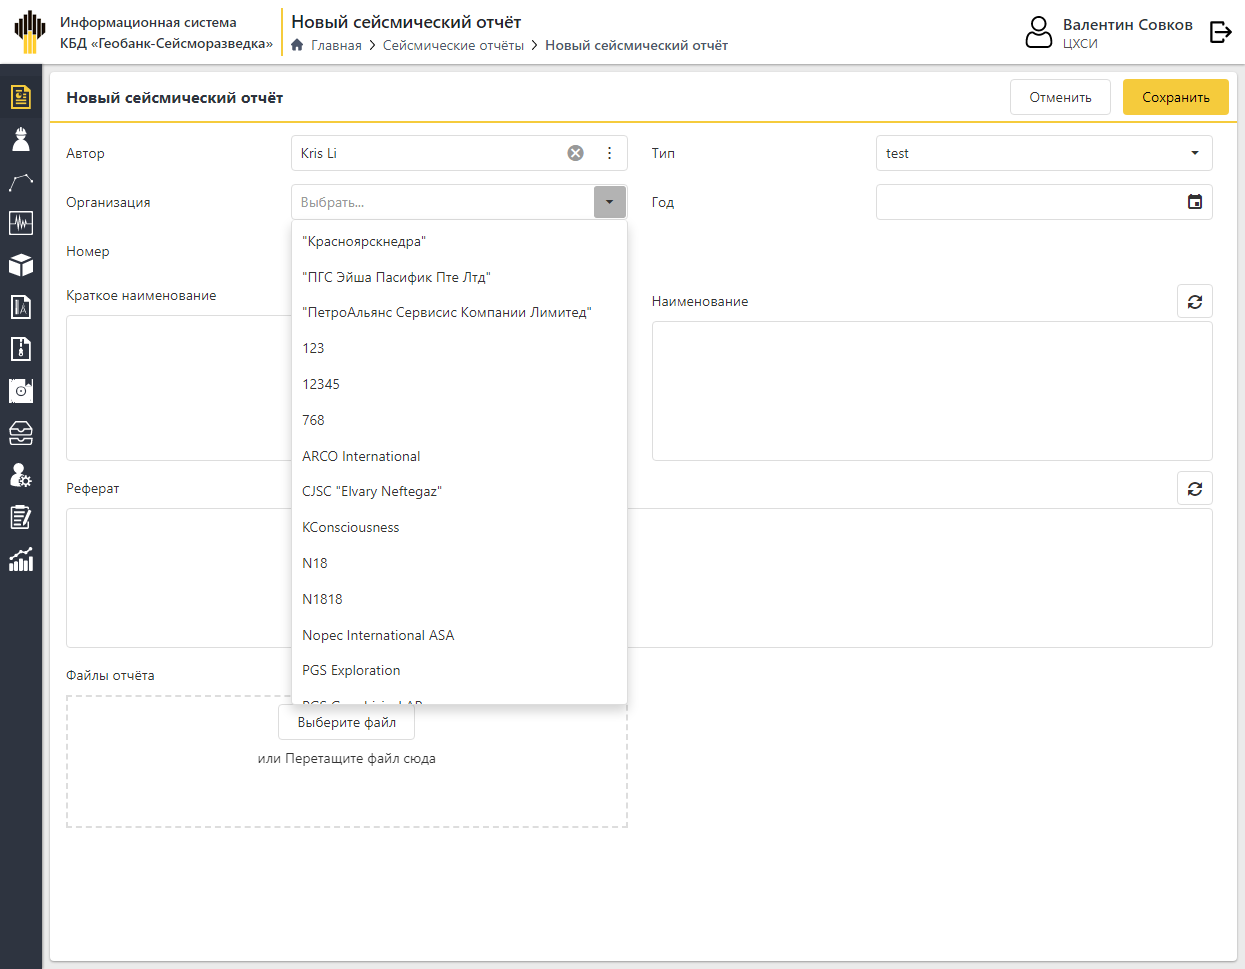 Информационная система
КБД «Геобанк-Сейсморазведка»
Новый сейсмический отчёт
Главная
Сейсмические отчёты
Новый сейсмический отчёт
Валентин Совков
ЦХСИ
Новый сейсмический отчёт
Отменить
Сохранить
Автор
Kris Li
Тип
test
Организация
Выбрать...
Год
"Красноярскнедра"
Номер
"ПГС Эйша Пасифик Пте Лтд"
Краткое наименование
Наименование
"ПетроАльянс Сервисис Компании Лимитед"
123
12345
768
ARCO International
CJSC "Elvary Neftegaz"
Реферат
KConsciousness
N18
N1818
Nopec International ASA
PGS Exploration
Файлы отчёта
Выберите файл
или Перетащите файл сюда